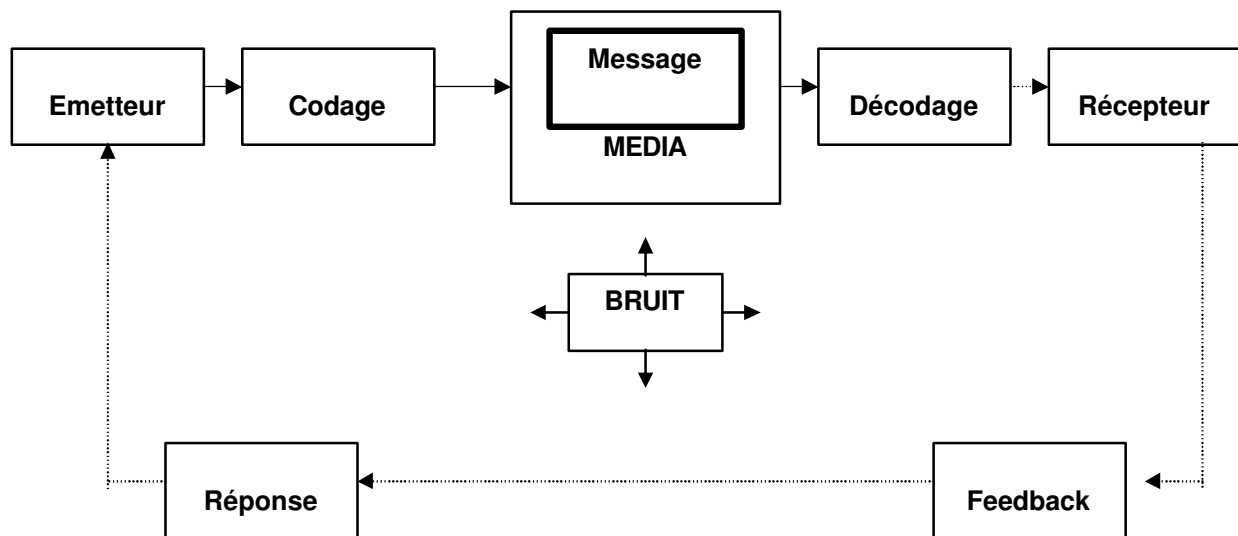 Emetteur
Codage
Message
MEDIA
Décodage
Récepteur
BRUIT
Réponse
Feedback